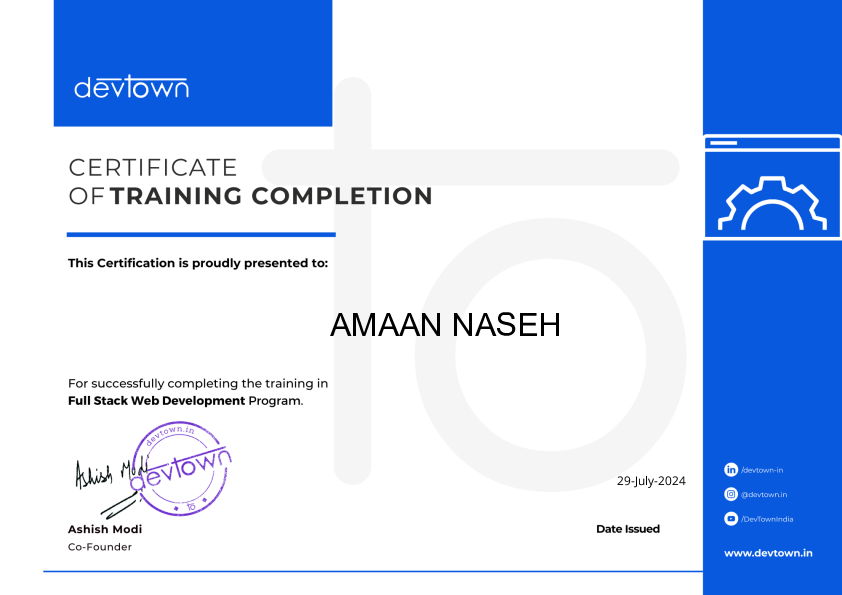 devtown
CERTIFICATE
OF TRAINING COMPLETION
This Certification is proudly presented to:
AMAAN NASEH
For successfully completing the training in
Full Stack Web Development Program.
devtown.in
devtown
to
Ashish Modi
Ashish Modi
Co-Founder
29-July-2024
Date Issued
/devtown-in
@devtown.in
/DevTownIndia
www.devtown.in